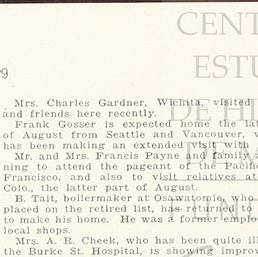 CENT
9
ESTU
Mrs. Charles Gardner, Wichita, visited
and friends here recently.
DE H
Frank Gosser is expected home the lat
of August from Seattle and Vancouver, w
has been making an extended visit with
Mr. and Mrs. Francis Payne and family a
ning to attend the pageant of the Pacific
Francisco, and also to visit relatives at
Colo., the latter part of August.
B. Tait, boilermaker at Osawatomie, who
placed on the retired list, has returned to
to make his home. He was a former emplo
local shops.
Mrs. A. R. Cheek, who has been quite ill
the Burke St. Hospital, is showing improv